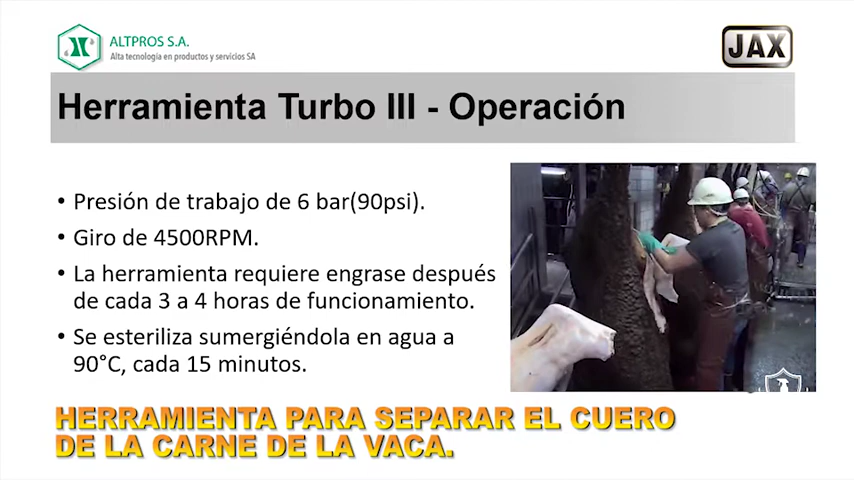 ALTPROS S.A.
Alta tecnología en productos y servicios SA
JAX
Herramienta Turbo III - Operación
• Presión de trabajo de 6 bar(90psi).
• Giro de 4500RPM.
• La herramienta requiere engrase después
de cada 3 a 4 horas de funcionamiento.
• Se esteriliza sumergiéndola en agua a
90°C, cada 15 minutos.
HERRAMIENTA PARA SEPARAR EL CUERO
DE LA CARNE DE LA VACA.